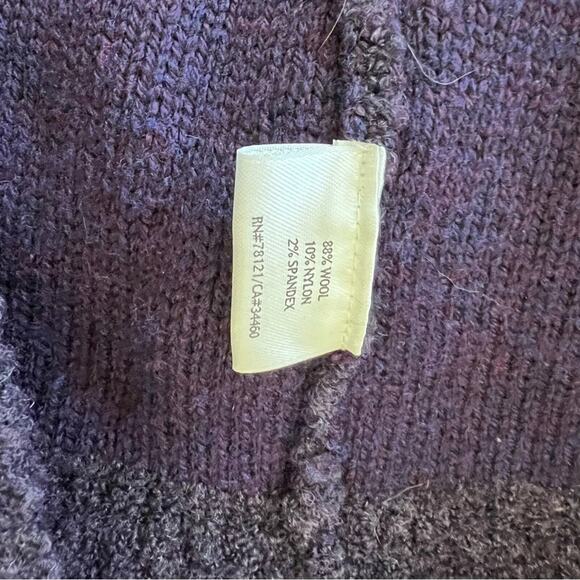 88% WOOL
10% NYLON
2% SPANDEX
RN#78121/CA#34460